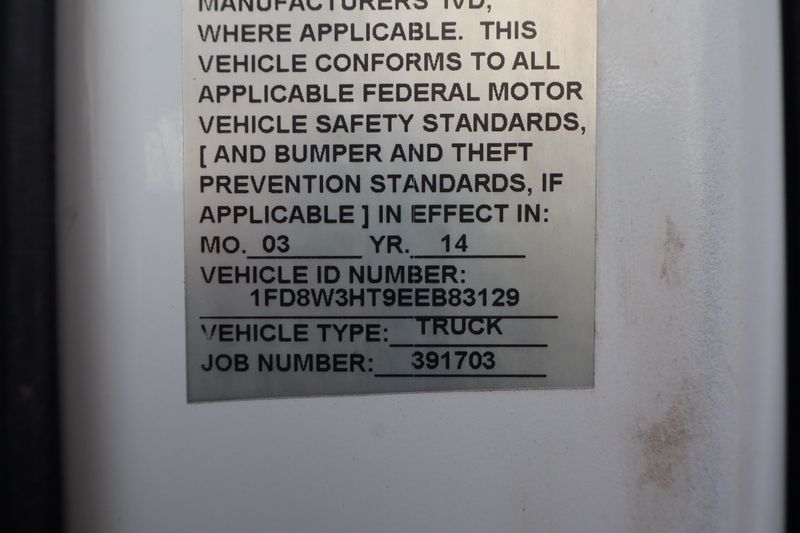 MANUFACTURERS' IVD,
WHERE APPLICABLE. THIS
VEHICLE CONFORMS TO ALL
APPLICABLE FEDERAL MOTOR
VEHICLE SAFETY STANDARDS,
[ AND BUMPER AND THEFT
PREVENTION STANDARDS, IF
APPLICABLE ] IN EFFECT IN:
MO. 03 YR. 14
VEHICLE ID NUMBER:
1FD8W3HT9EEB83129
VEHICLE TYPE: TRUCK
JOB NUMBER: 391703